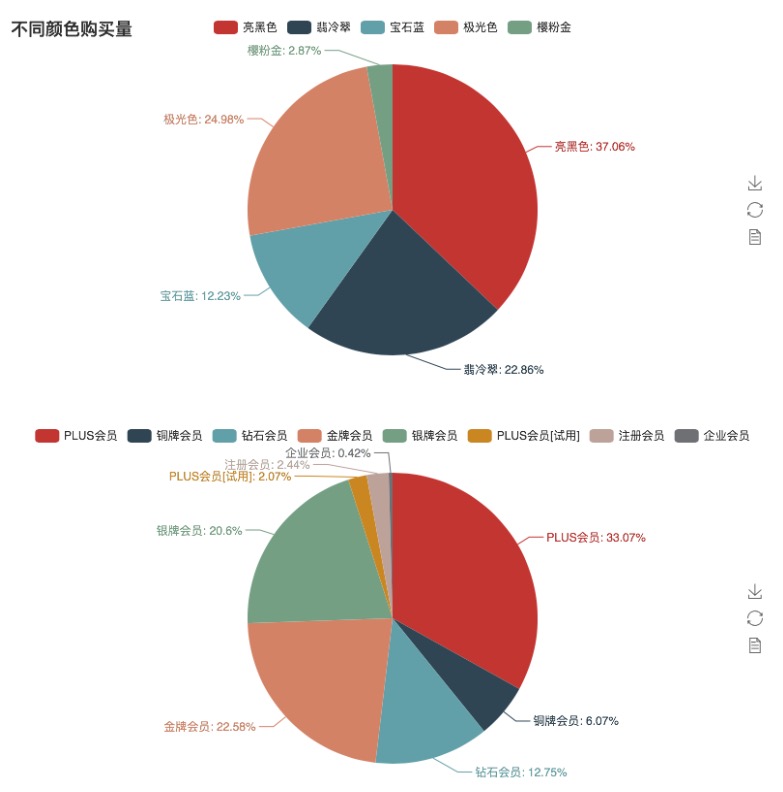 不同颜色购买量
亮黑色 翡冷翠 宝石蓝 极光色 樱粉金
樱粉金: 2.87%
极光色: 24.98%
亮黑色: 37.06%
宝石蓝: 12.23%
翡冷翠: 22.86%
PLUS会员 铜牌会员 钻石会员 金牌会员 银牌会员 PLUS会员[试用] 注册会员 企业会员
企业会员: 0.42%
注册会员: 2.44%
PLUS会员[试用]: 2.07%
银牌会员: 20.6%
PLUS会员: 33.07%
金牌会员: 22.58%
铜牌会员: 6.07%
钻石会员: 12.75%